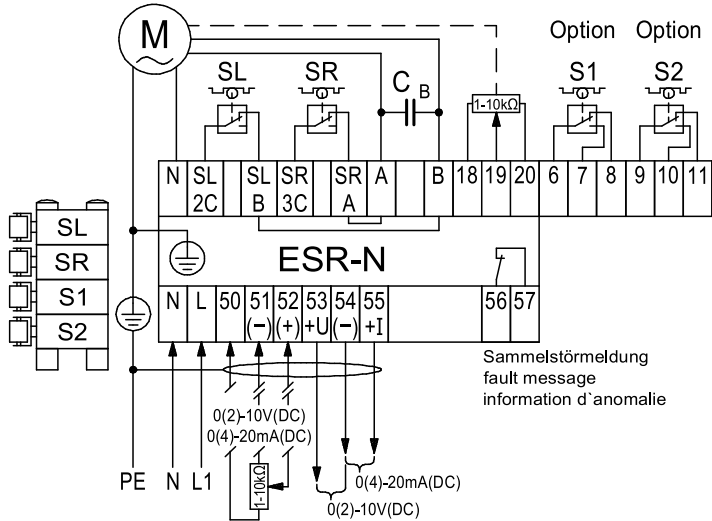 M
Option Option
SL SR S1 S2
C B
1-10kΩ
N SL 2C SL B SR 3C SR A A B 18 19 20 6 7 8 9 10 11
SL
SR
S1
S2
ESR-N
N L 50 51 (-) 52 (+) 53 +U 54 (-) 55 +I 56 57
Sammelstörmeldung
fault message
information d`anomalie
0(2)-10V(DC)
0(4)-20mA(DC)
1-10kΩ
PE N L1
0(4)-20mA(DC)
0(2)-10V(DC)